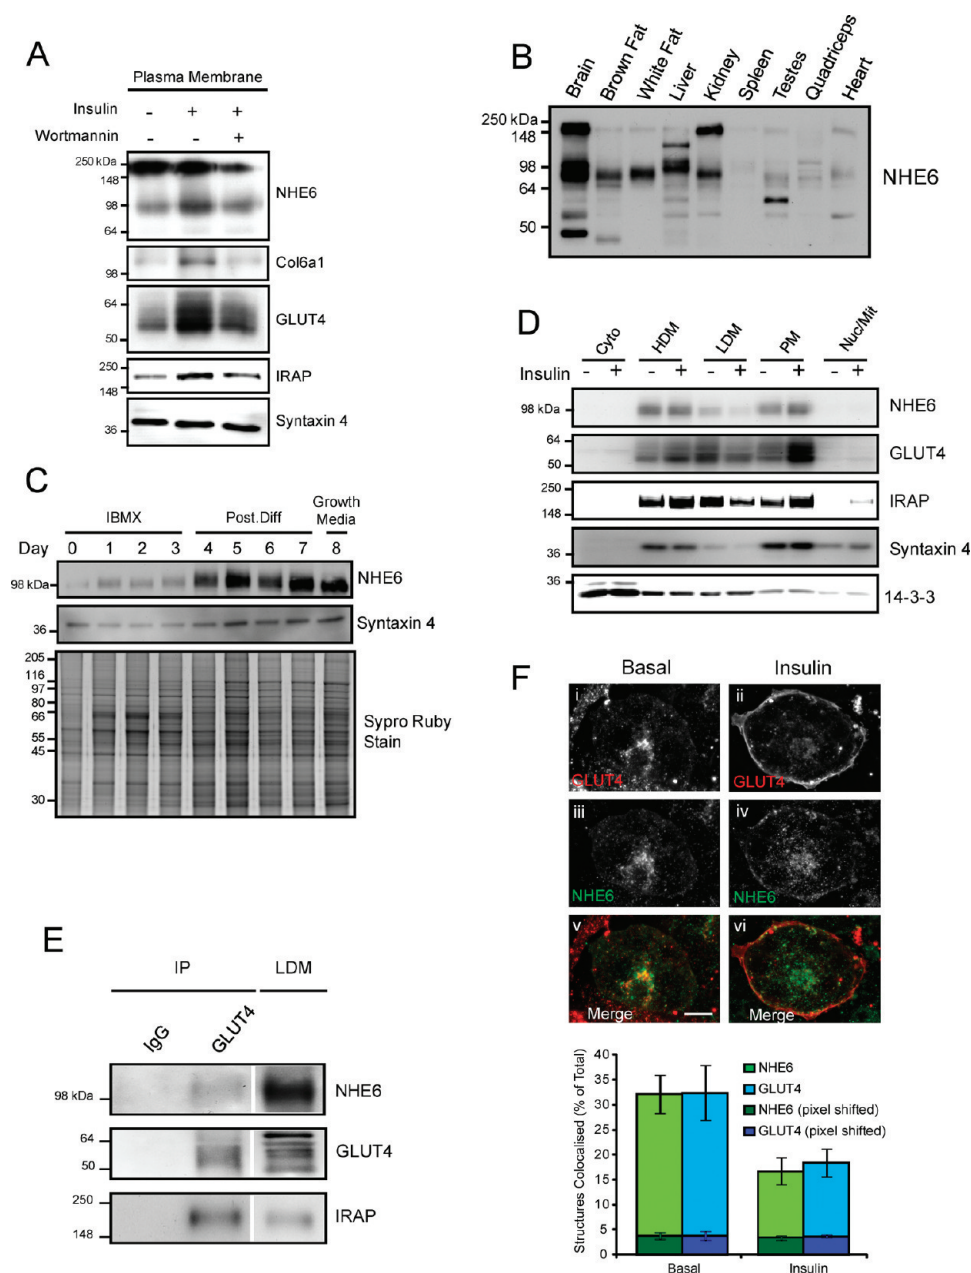 A
Plasma Membrane
Insulin - + +
Wortmannin - - +
250 kDa
148
98
64
NHE6
98
Col6a1
64
50
GLUT4
250
148
IRAP
36
Syntaxin 4
B
Brain Brown Fat White Fat Liver Kidney Spleen Testes Quadriceps Heart
250 kDa
148
98
64
50
NHE6
C
IBMX Post.Diff Growth Media
Day 0 1 2 3 4 5 6 7 8
98 kDa
NHE6
36
Syntaxin 4
205
116
97
80
66
55
45
30
Sypro Ruby Stain
D
Cyto HDM LDM PM Nuc/Mit
Insulin - + - + - + - + - +
98 kDa
NHE6
64
50
GLUT4
250
148
IRAP
36
Syntaxin 4
36
14-3-3
E
IP LDM
IgG GLUT4
98 kDa
NHE6
64
50
GLUT4
250
148
IRAP
F
Basal Insulin
i
GLUT4
ii
GLUT4
iii
NHE6
iv
NHE6
v
Merge
vi
Merge
Structures Colocalised (% of Total)
40
35
30
25
20
15
10
5
0
NHE6
GLUT4
NHE6 (pixel shifted)
GLUT4 (pixel shifted)
Basal Insulin